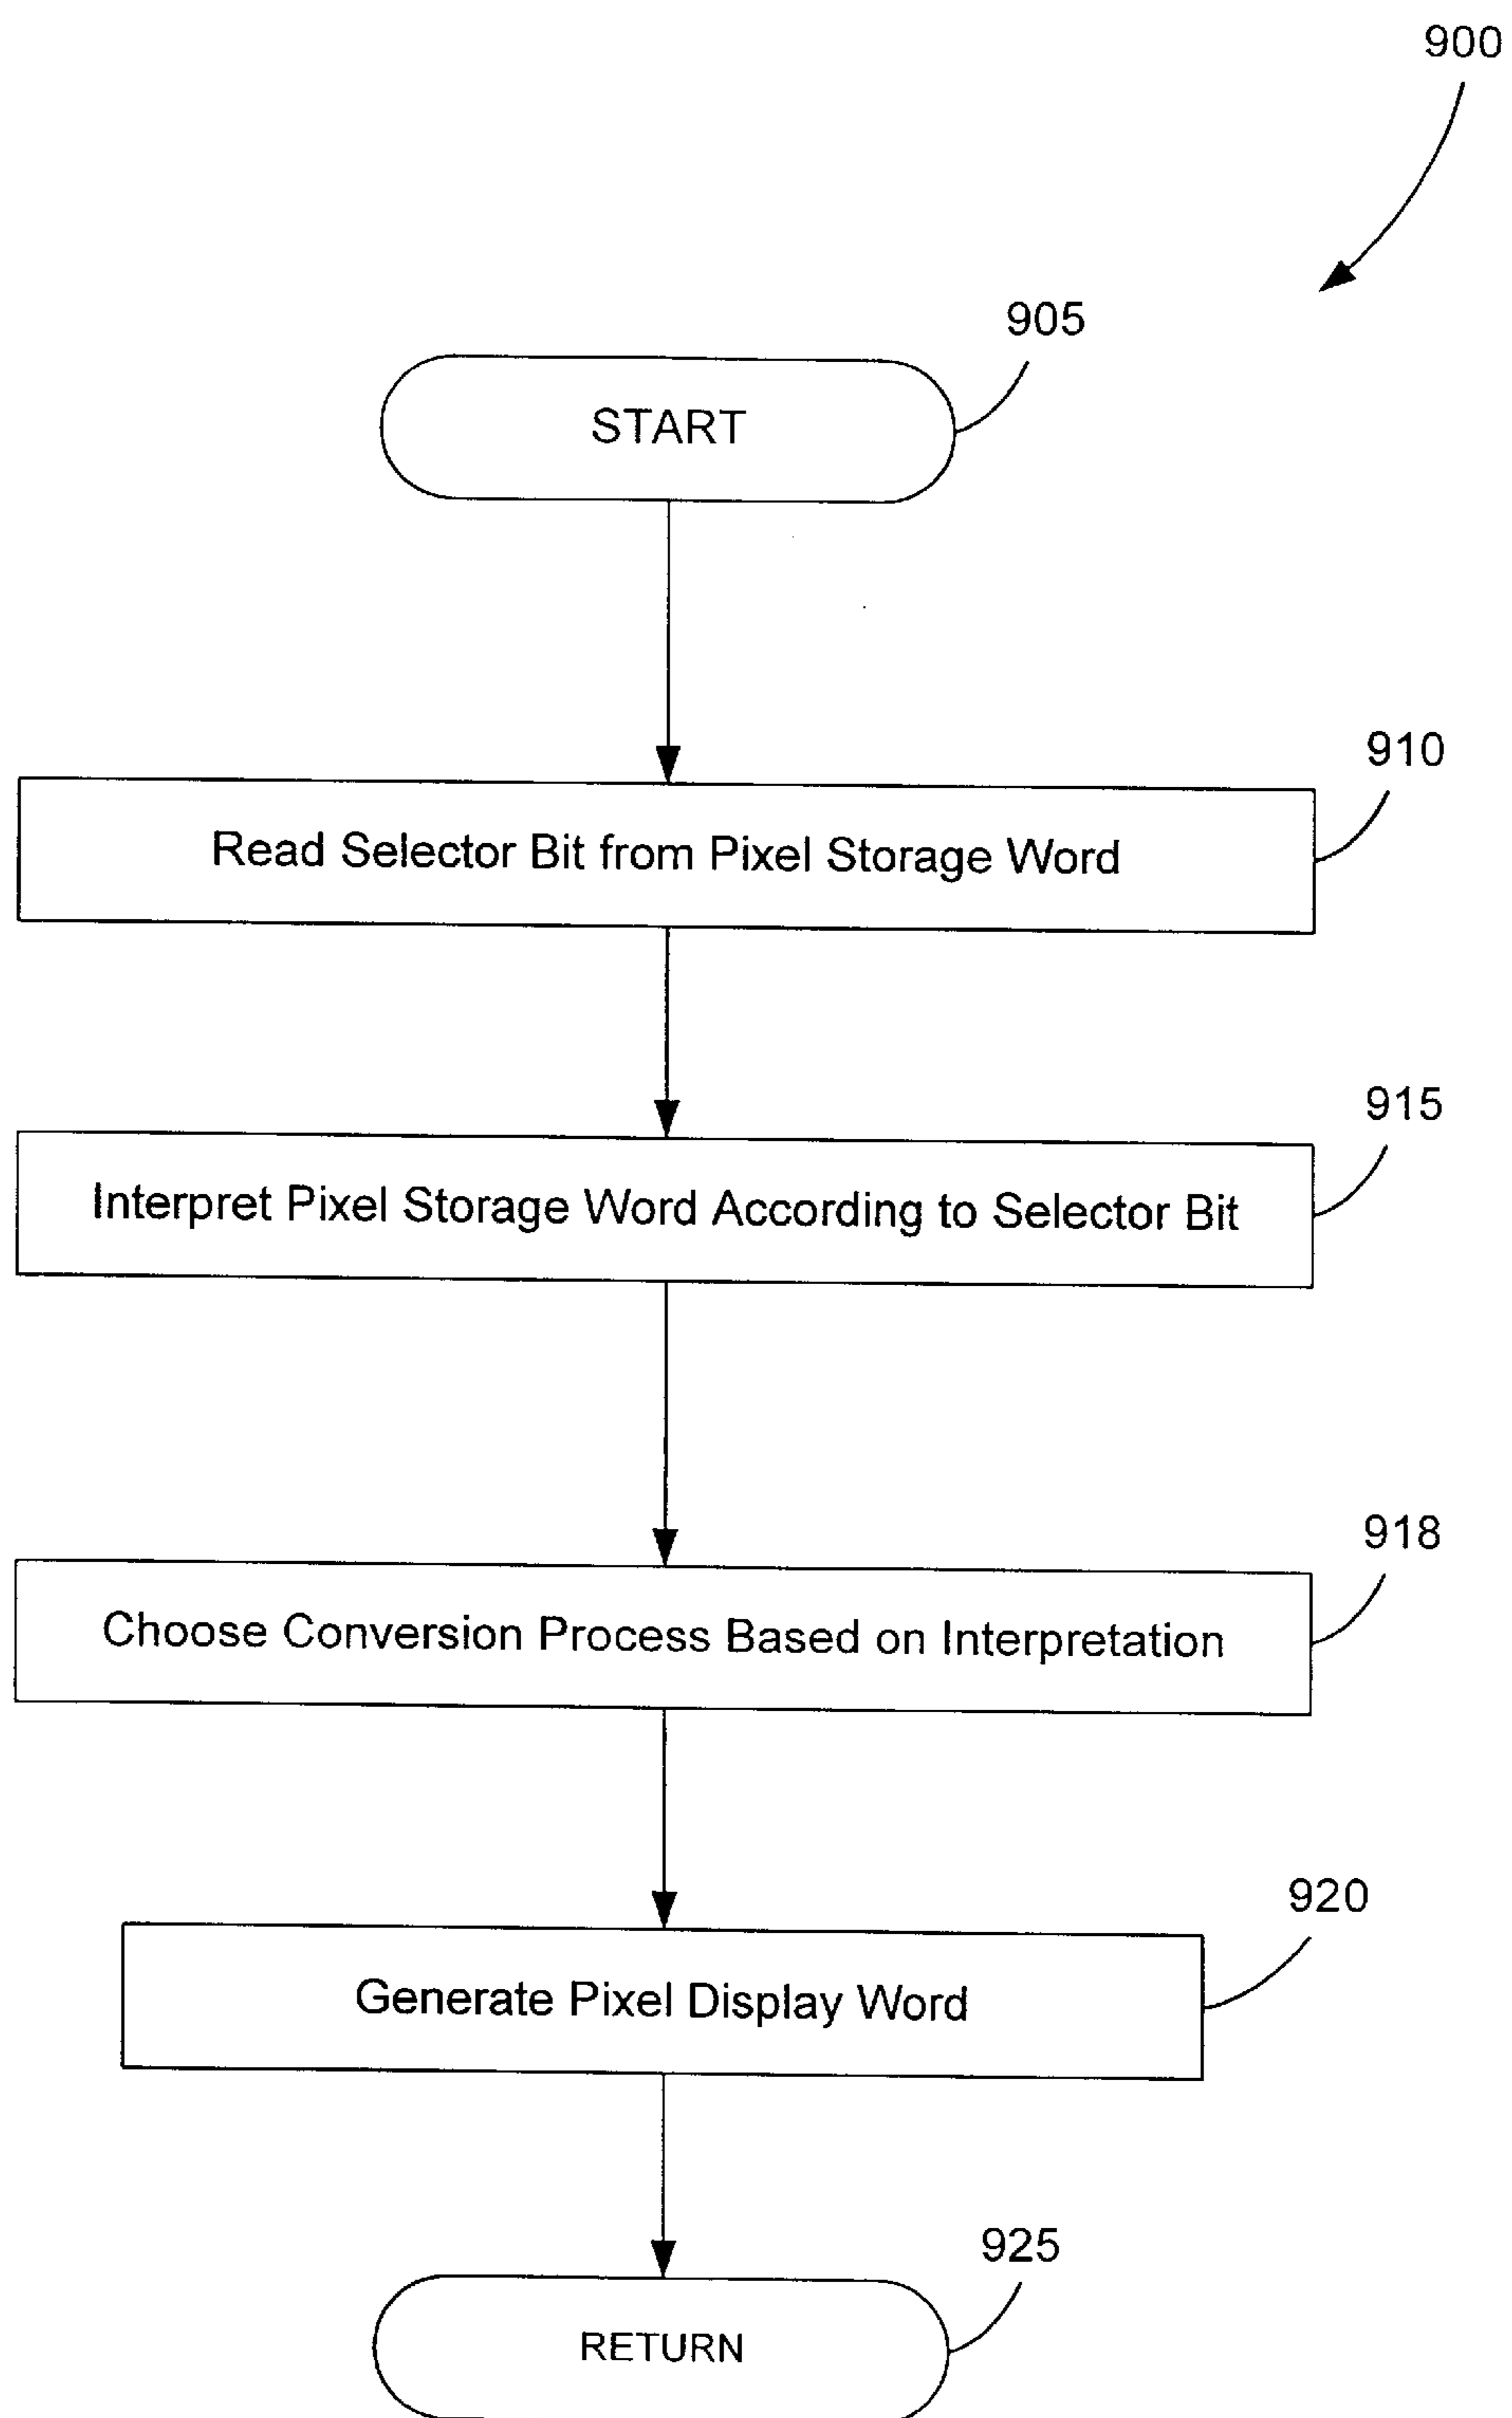 900
905
START
910
Read Selector Bit from Pixel Storage Word
915
Interpret Pixel Storage Word According to Selector Bit
918
Choose Conversion Process Based on Interpretation
920
Generate Pixel Display Word
925
RETURN